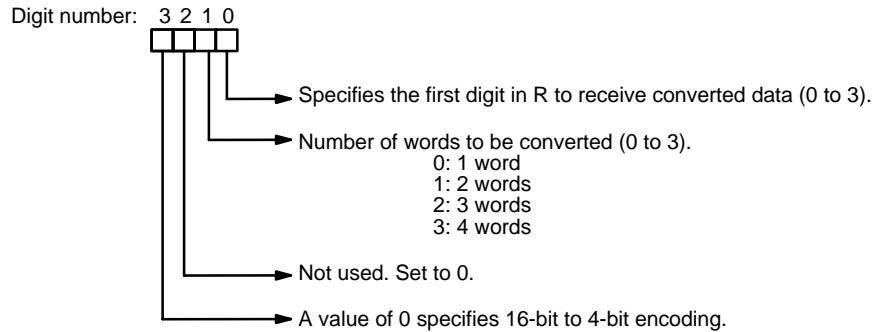 Digit number: 3 2 1 0
Specifies the first digit in R to receive converted data (0 to 3).
Number of words to be converted (0 to 3).
0: 1 word
1: 2 words
2: 3 words
3: 4 words
Not used. Set to 0.
A value of 0 specifies 16-bit to 4-bit encoding.